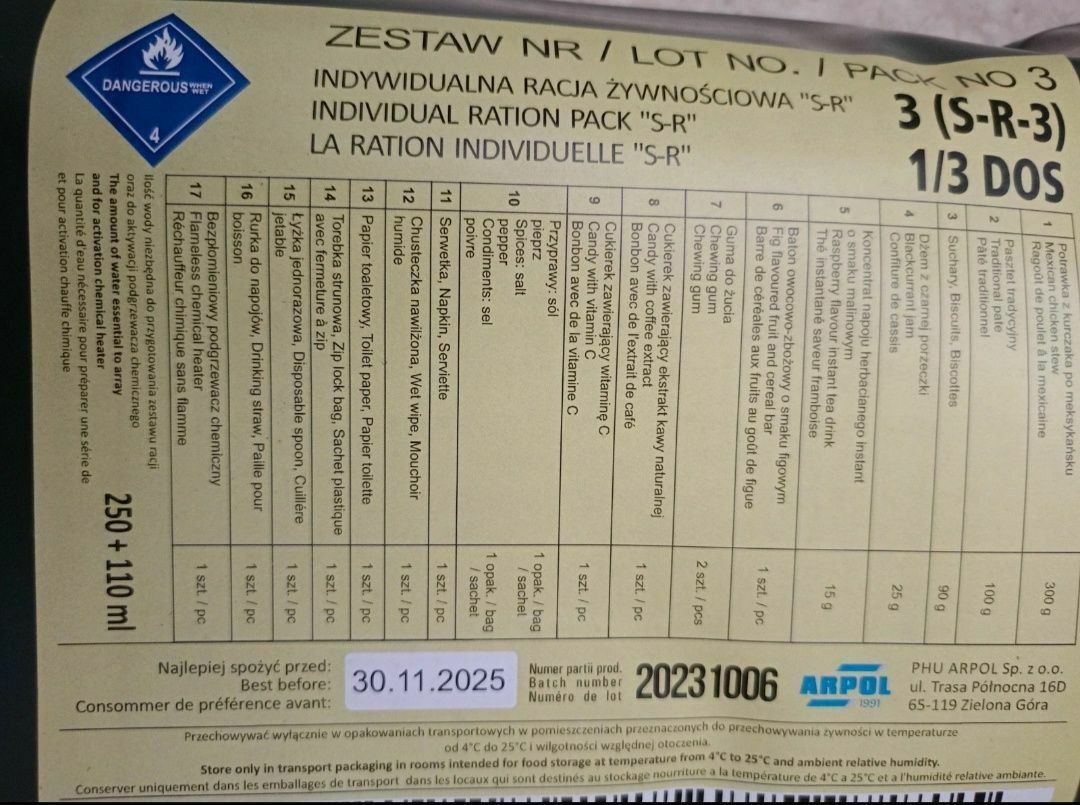 DANGEROUS WHEN WET
4
ZESTAW NR / LOT NO. / PACK NO 3
INDYWIDUALNA RACJA ŻYWNOŚCIOWA "S-R"
INDIVIDUAL RATION PACK "S-R"
LA RATION INDIVIDUELLE "S-R"
3 (S-R-3)
1/3 DOS
1 Potrawka z kurczaka po meksykańsku
Mexican chicken stew
Ragoût de poulet à la mexicaine 300 g
2 Pasztet tradycyjny
Traditional pate
Pâté traditionnel 100 g
3 Suchary, Biscuits, Biscottes 90 g
4 Dżem z czarnej porzeczki
Blackcurrant jam
Confiture de cassis 25 g
5 Koncentrat napoju herbacianego instant
o smaku malinowym
Raspberry flavour instant tea drink
The instantané saveur framboise 15 g
6 Baton owocowo-zbożowy o smaku figowym
Fig flavoured fruit and cereal bar
Barre de céréales aux fruits au goût de figue 1 szt. / pc
7 Guma do żucia
Chewing gum
Chewing gum 2 szt. / pcs
8 Cukierek zawierający ekstrakt kawy naturalnej
Candy with coffee extract
Bonbon avec de l'extrait de café 1 szt. / pc
9 Cukierek zawierający witaminę C
Candy with vitamin C
Bonbon avec de la vitamine C 1 szt. / pc
10 Przyprawy: sól
pieprz 1 opak. / bag
Spices: salt / sachet
pepper
Condiments: sel 1 opak. / bag
poivre / sachet
11 Serwetka, Napkin, Serviette 1 szt. / pc
12 Chusteczka nawilżona, Wet wipe, Mouchoir
humide 1 szt. / pc
13 Papier toaletowy, Toilet paper, Papier toilette 1 szt. / pc
14 Torebka strunowa, Zip lock bag, Sachet plastique
avec fermeture à zip 1 szt. / pc
15 Łyżka jednorazowa, Disposable spoon, Cuillère
jetable 1 szt. / pc
16 Rurka do napojów, Drinking straw, Paille pour
boisson 1 szt. / pc
17 Bezpłomieniowy podgrzewacz chemiczny
Flameless chemical heater
Réchauffeur chimique sans flamme 1 szt. / pc
Ilość wody niezbędna do przygotowania zestawu racji
oraz do aktywacji podgrzewacza chemicznego
The amount of water essential to array
and for activation chemical heater
La quantité d'eau nécessaire pour préparer une série de
et pour activation chauffe chimique
250 + 110 ml
Najlepiej spożyć przed:
Best before:
Consommer de préférence avant:
30.11.2025
Numer partii prod.
Batch number
Numéro de lot
20231006
ARPOL
1991
PHU ARPOL Sp. z o.o.
ul. Trasa Północna 16D
65-119 Zielona Góra
Przechowywać wyłącznie w opakowaniach transportowych w pomieszczeniach przeznaczonych do przechowywania żywności w temperaturze
od 4°C do 25°C i wilgotności względnej otoczenia.
Store only in transport packaging in rooms intended for food storage at temperature from 4°C to 25°C and ambient relative humidity.
Conserver uniquement dans les emballages de transport dans les locaux qui sont destinés au stockage nourriture a la température de 4°C a 25°C et a l'humidité relative ambiante.